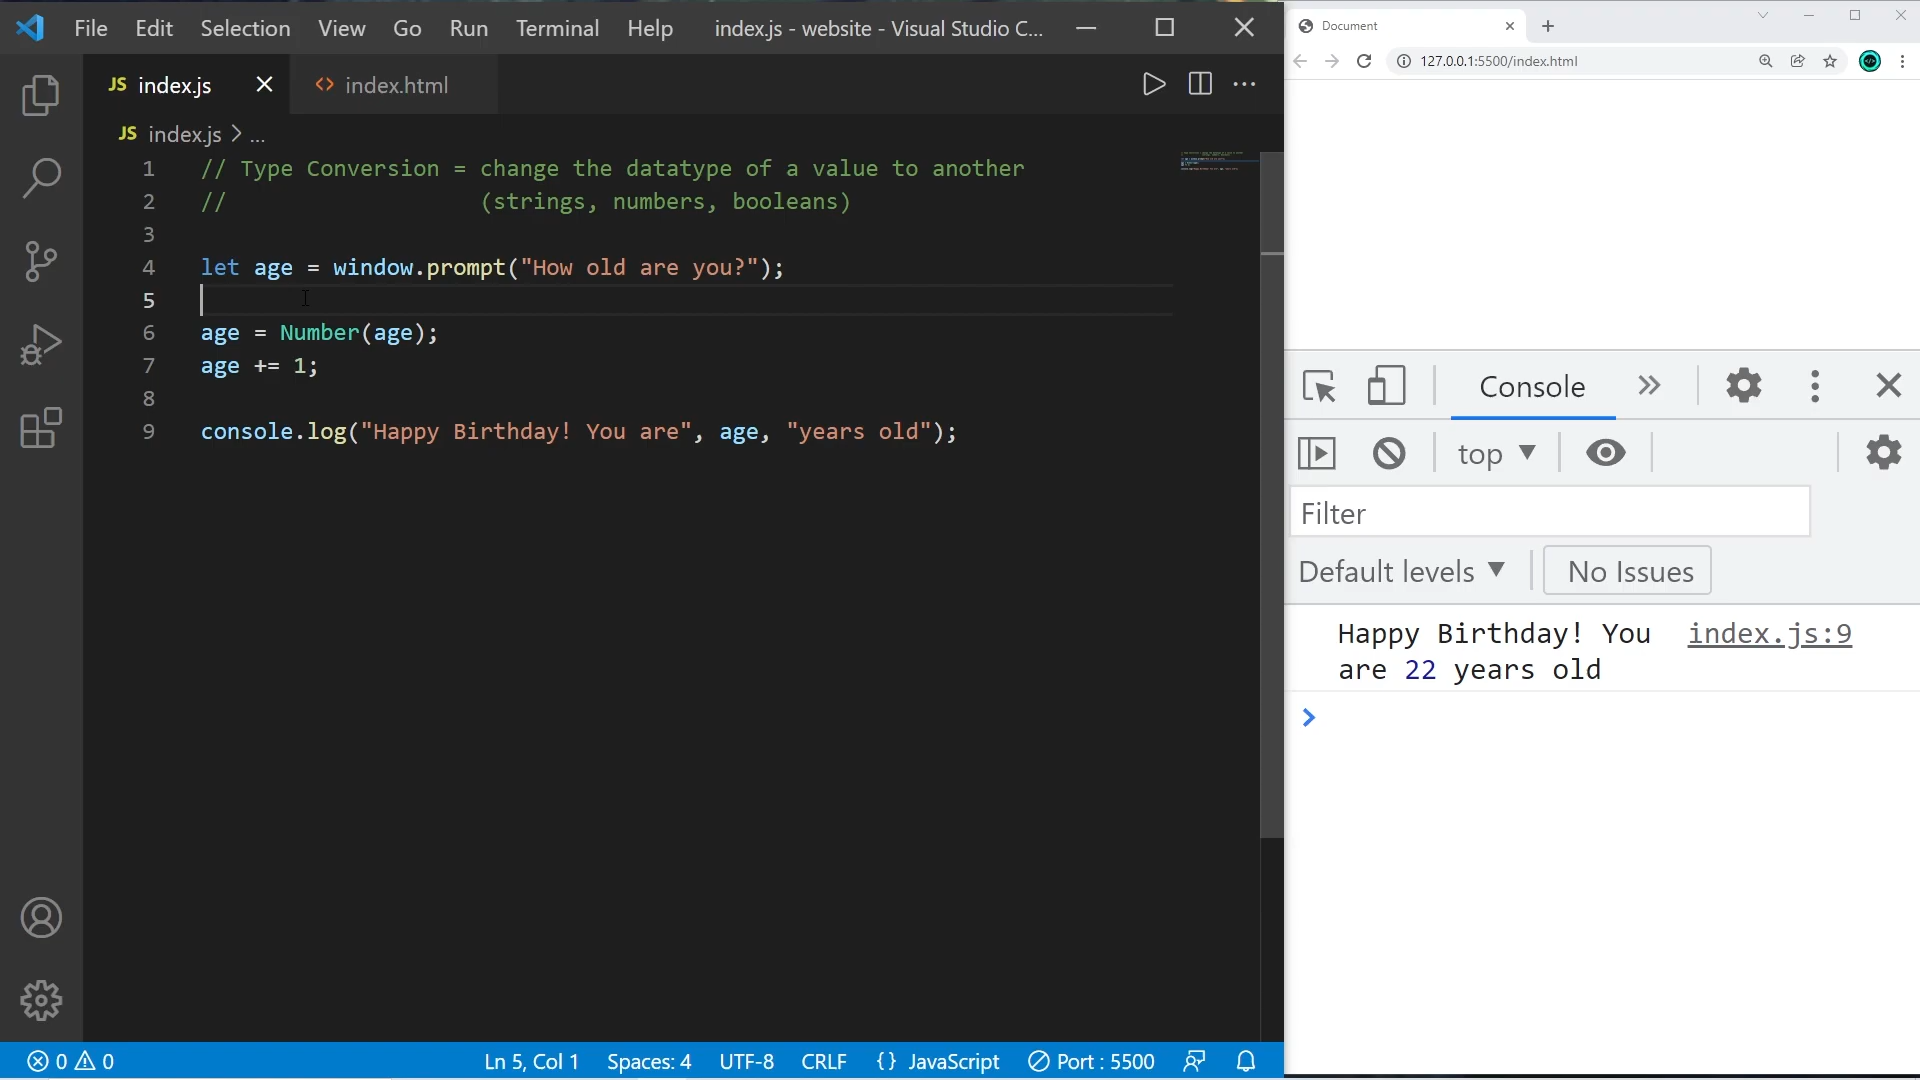 File Edit Selection View Go Run Terminal Help index.js - website - Visual Studio C...
JS index.js <> index.html
JS index.js > ...
1 // Type Conversion = change the datatype of a value to another
2 //                   (strings, numbers, booleans)
3
4 let age = window.prompt("How old are you?");
5
6 age = Number(age);
7 age += 1;
8
9 console.log("Happy Birthday! You are", age, "years old");
0 0 Ln 5, Col 1 Spaces: 4 UTF-8 CRLF {} JavaScript Port : 5500
Document
127.0.0.1:5500/index.html
Console
top
Filter
Default levels No Issues
Happy Birthday! You index.js:9
are 22 years old